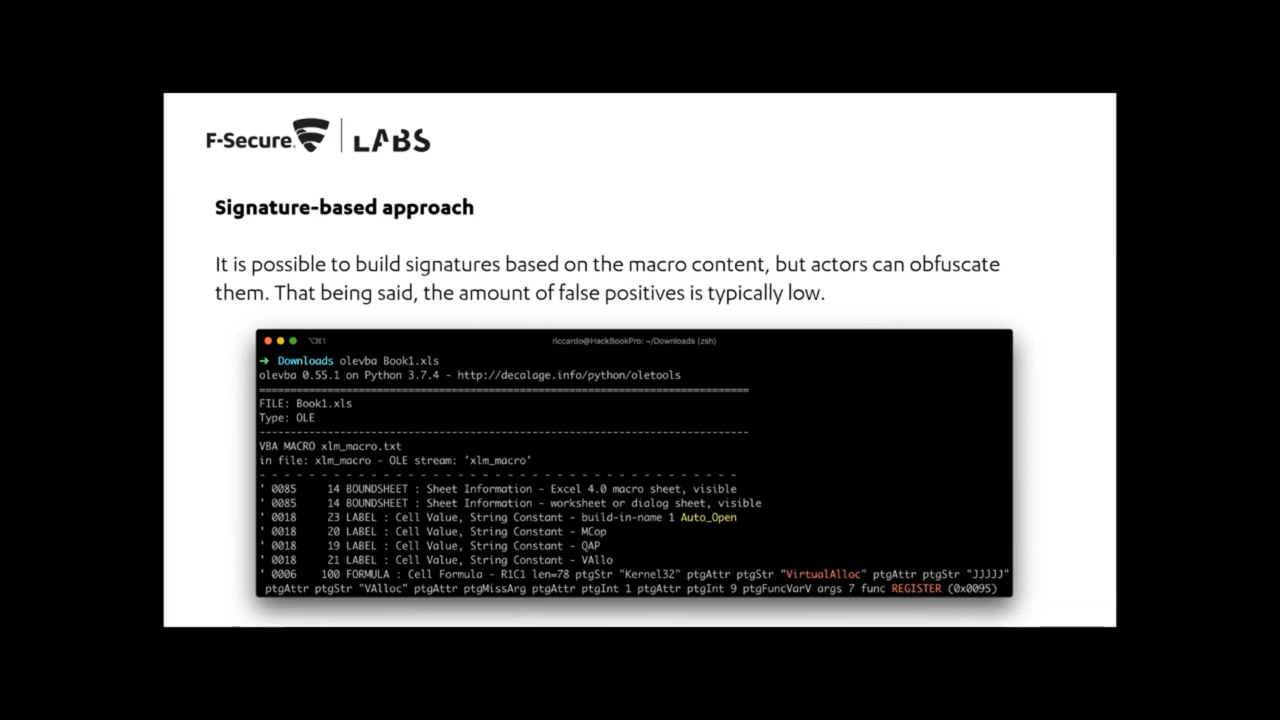 F-Secure. LABS
Signature-based approach
It is possible to build signatures based on the macro content, but actors can obfuscate
them. That being said, the amount of false positives is typically low.
⌥⌘1 riccardo@HackBookPro: ~/Downloads (zsh)
➜ Downloads olevba Book1.xls
olevba 0.55.1 on Python 3.7.4 - http://decalage.info/python/oletools
===============================================================================
FILE: Book1.xls
Type: OLE
-------------------------------------------------------------------------------
VBA MACRO xlm_macro.txt
in file: xlm_macro - OLE stream: 'xlm_macro'
- - - - - - - - - - - - - - - - - - - - - - - - - - - - - - - - - - - - - - -
' 0085     14 BOUNDSHEET : Sheet Information - Excel 4.0 macro sheet, visible
' 0085     14 BOUNDSHEET : Sheet Information - worksheet or dialog sheet, visible
' 0018     23 LABEL : Cell Value, String Constant - build-in-name 1 Auto_Open
' 0018     20 LABEL : Cell Value, String Constant - MCop
' 0018     19 LABEL : Cell Value, String Constant - QAP
' 0018     21 LABEL : Cell Value, String Constant - VAllo
' 0006    100 FORMULA : Cell Formula - R1C1 len=78 ptgStr "Kernel32" ptgAttr ptgStr "VirtualAlloc" ptgAttr ptgStr "JJJJJ"
ptgAttr ptgStr "VAlloc" ptgAttr ptgMissArg ptgAttr ptgInt 1 ptgAttr ptgInt 9 ptgFuncVarV args 7 func REGISTER (0x0095)